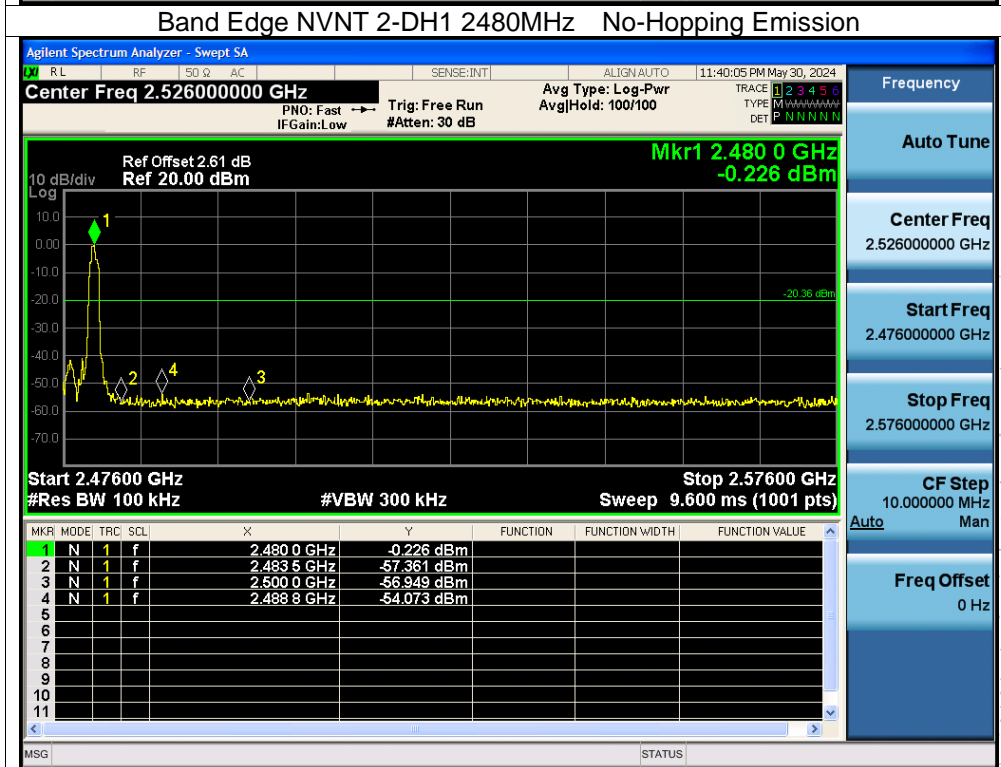 Band Edge NVNT 2-DH1 2480MHz No-Hopping Emission
Agilent Spectrum Analyzer - Swept SA
LXI RL RF 50 Ω AC SENSE:INT ALIGN AUTO 11:40:05 PM May 30, 2024
Center Freq 2.526000000 GHz
PNO: Fast
IFGain:Low
Trig: Free Run
#Atten: 30 dB
Avg Type: Log-Pwr
Avg|Hold: 100/100
TRACE 1 2 3 4 5 6
TYPE M WWWWW
DET P N N N N N
Frequency
Auto Tune
Center Freq
2.526000000 GHz
Start Freq
2.476000000 GHz
Stop Freq
2.576000000 GHz
CF Step
10.000000 MHz
Auto Man
Freq Offset
0 Hz
Mkr1 2.480 0 GHz
-0.226 dBm
Ref Offset 2.61 dB
10 dB/div Ref 20.00 dBm
Log
10.0
0.00
-10.0
-20.0
-30.0
-40.0
-50.0
-60.0
-70.0
1
2
4
3
-20.36 dBm
Start 2.47600 GHz Stop 2.57600 GHz
#Res BW 100 kHz #VBW 300 kHz Sweep 9.600 ms (1001 pts)
MKR MODE TRC SCL X Y FUNCTION FUNCTION WIDTH FUNCTION VALUE
1 N 1 f 2.480 0 GHz -0.226 dBm
2 N 1 f 2.483 5 GHz -57.361 dBm
3 N 1 f 2.500 0 GHz -56.949 dBm
4 N 1 f 2.488 8 GHz -54.073 dBm
5
6
7
8
9
10
11
MSG STATUS